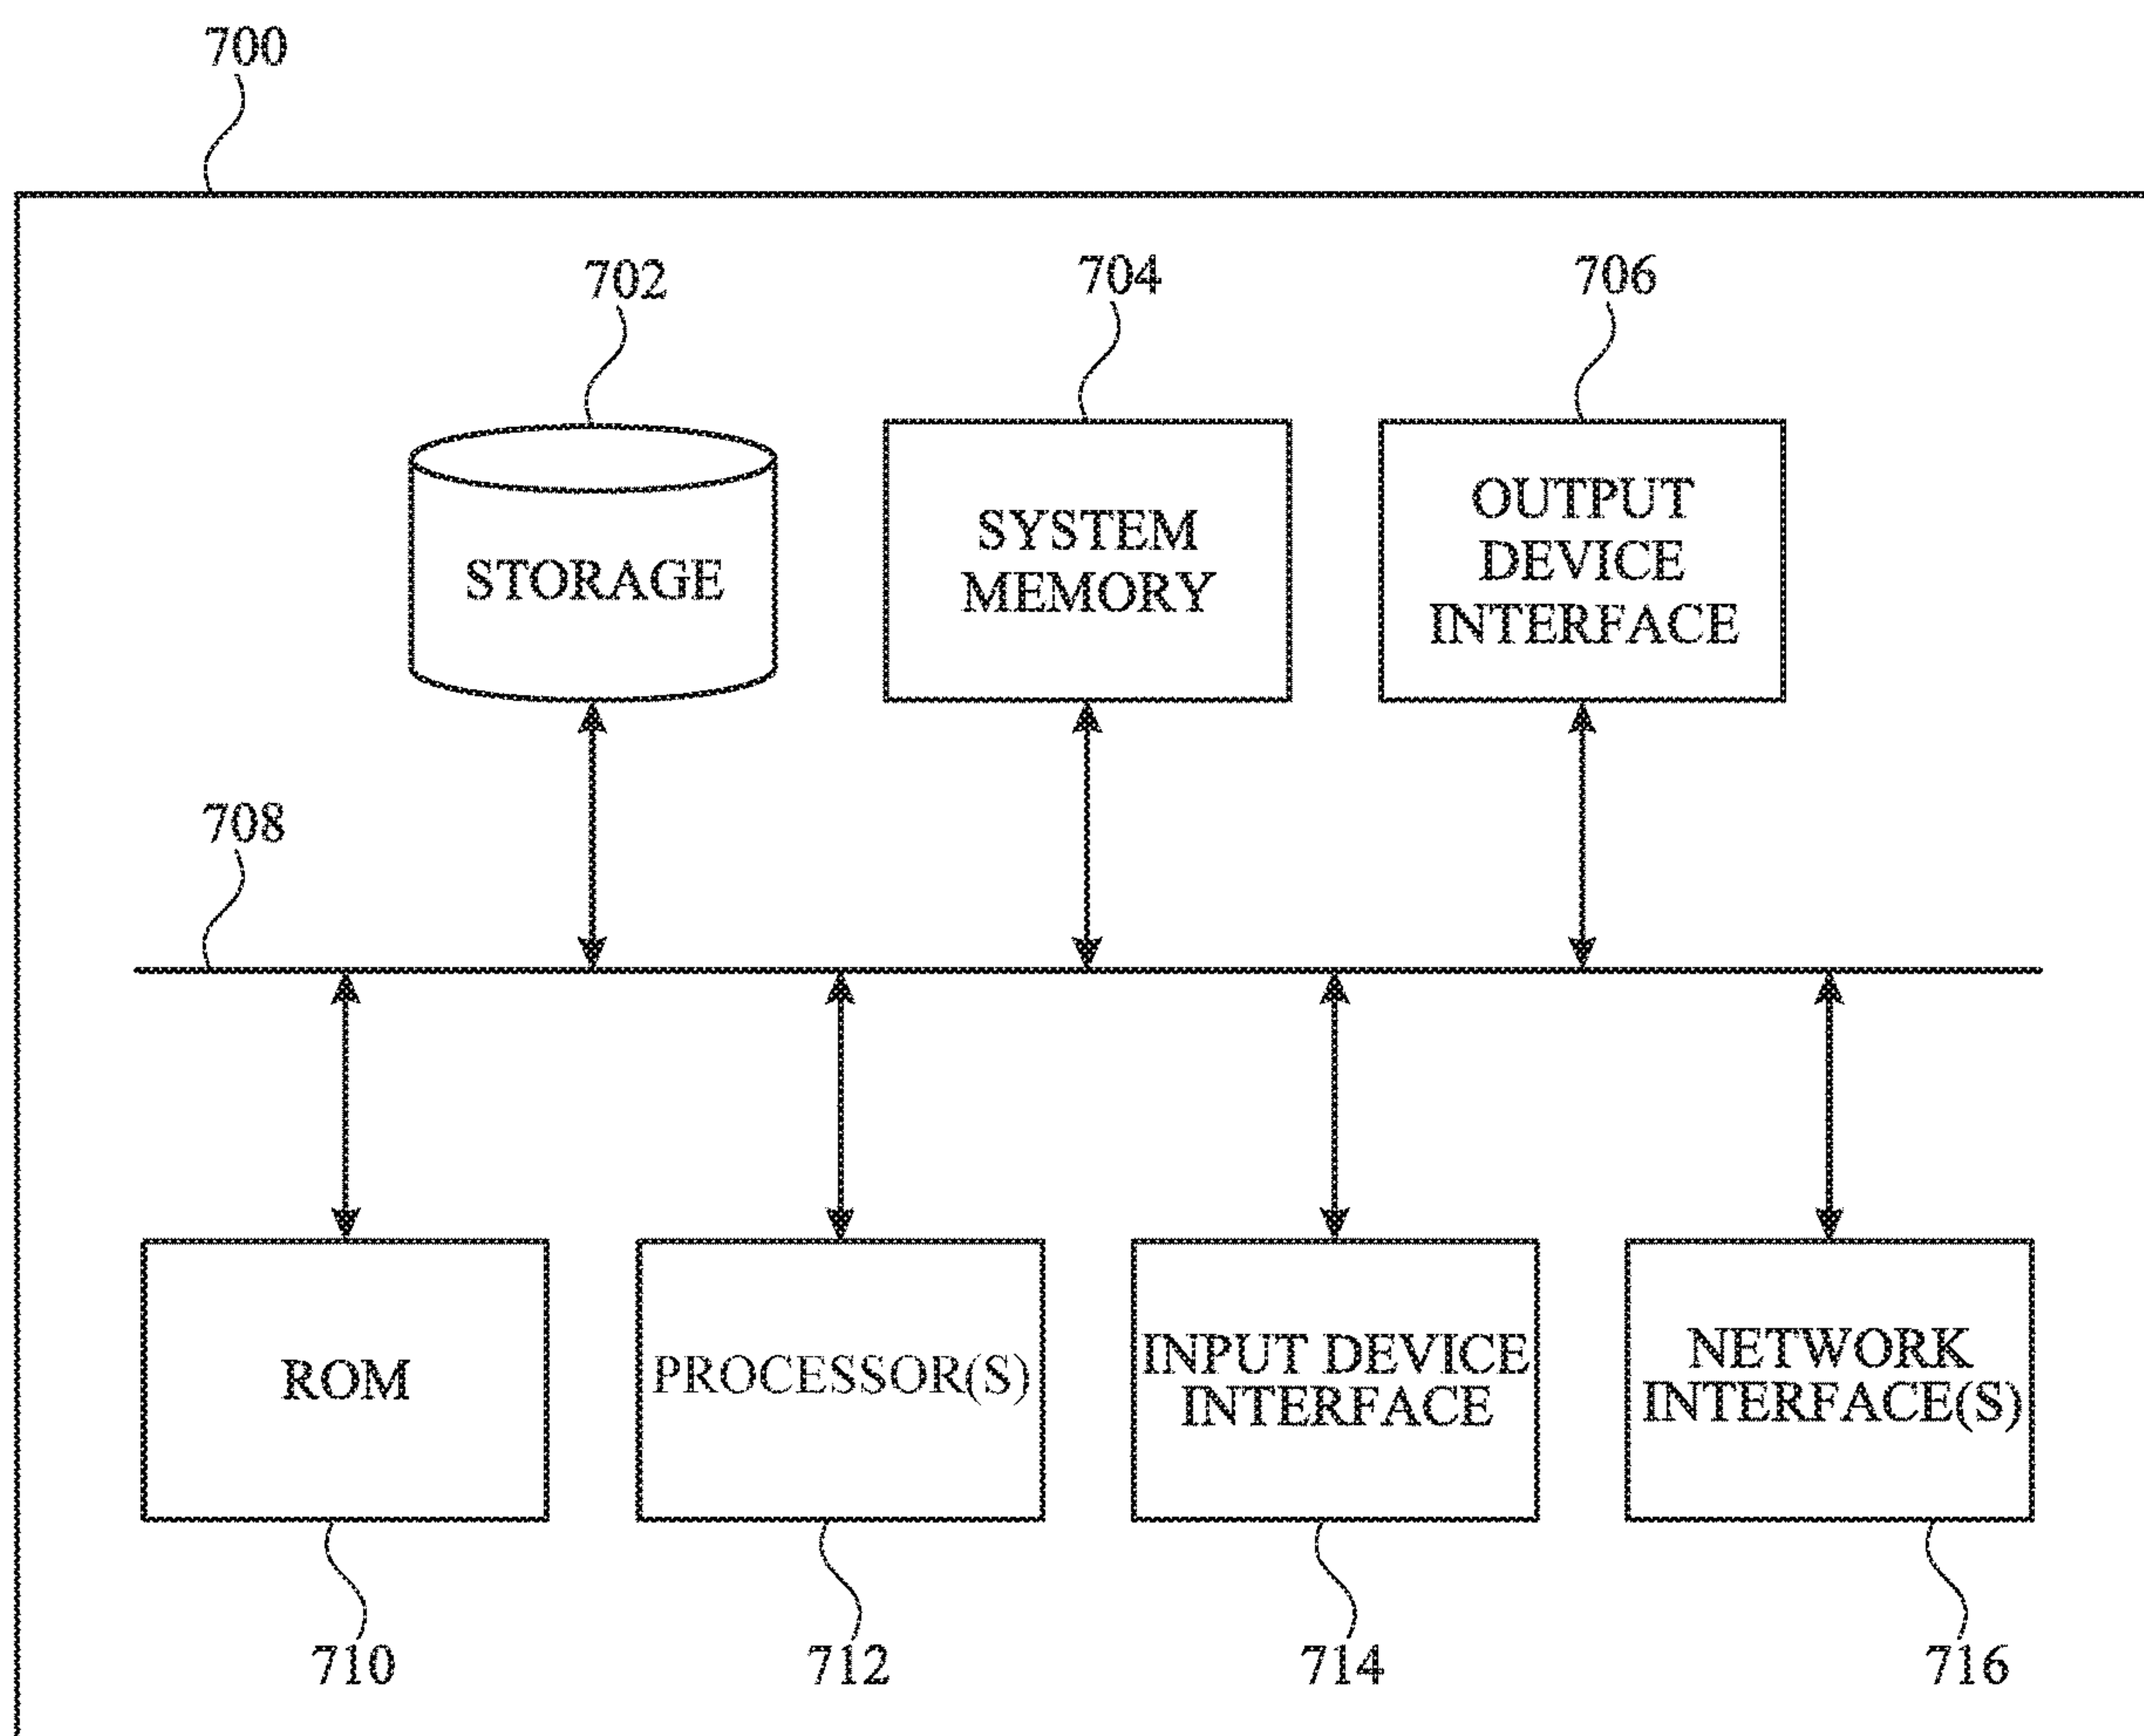 700
702
704
706
STORAGE
SYSTEM
MEMORY
OUTPUT
DEVICE
INTERFACE
708
ROM
PROCESSOR(S)
INPUT DEVICE
INTERFACE
NETWORK
INTERFACE(S)
710
712
714
716